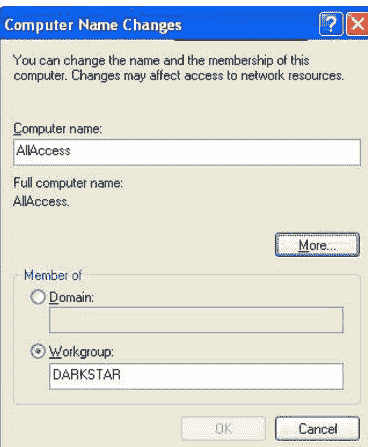 Computer Name Changes
You can change the name and the membership of this
computer. Changes may affect access to network resources.
Computer name:
AllAccess
Full computer name:
AllAccess.
More...
Member of
Domain:
Workgroup:
DARKSTAR
OK
Cancel